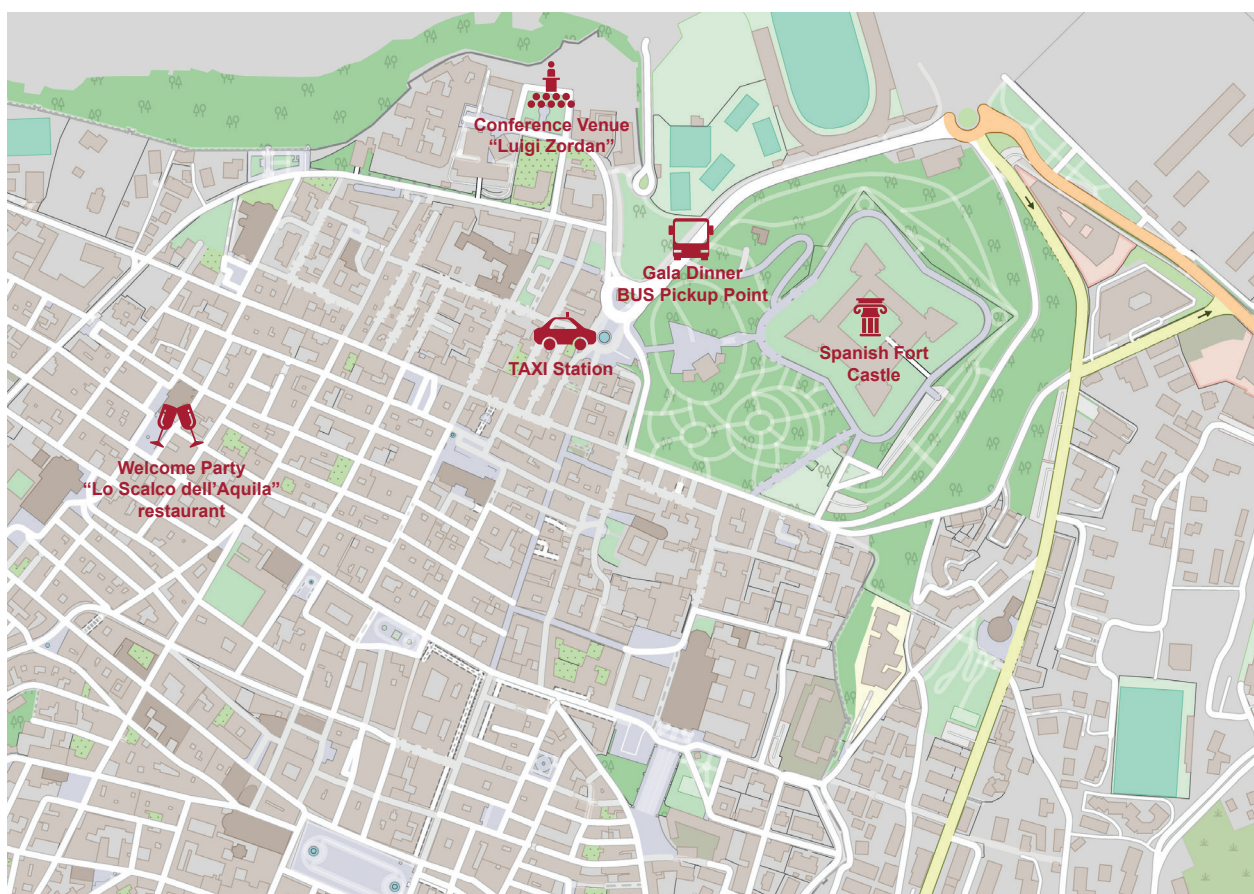 Conference Venue
“Luigi Zordan”
Gala Dinner
BUS Pickup Point
TAXI Station
Spanish Fort
Castle
Welcome Party
“Lo Scalco dell’Aquila”
restaurant